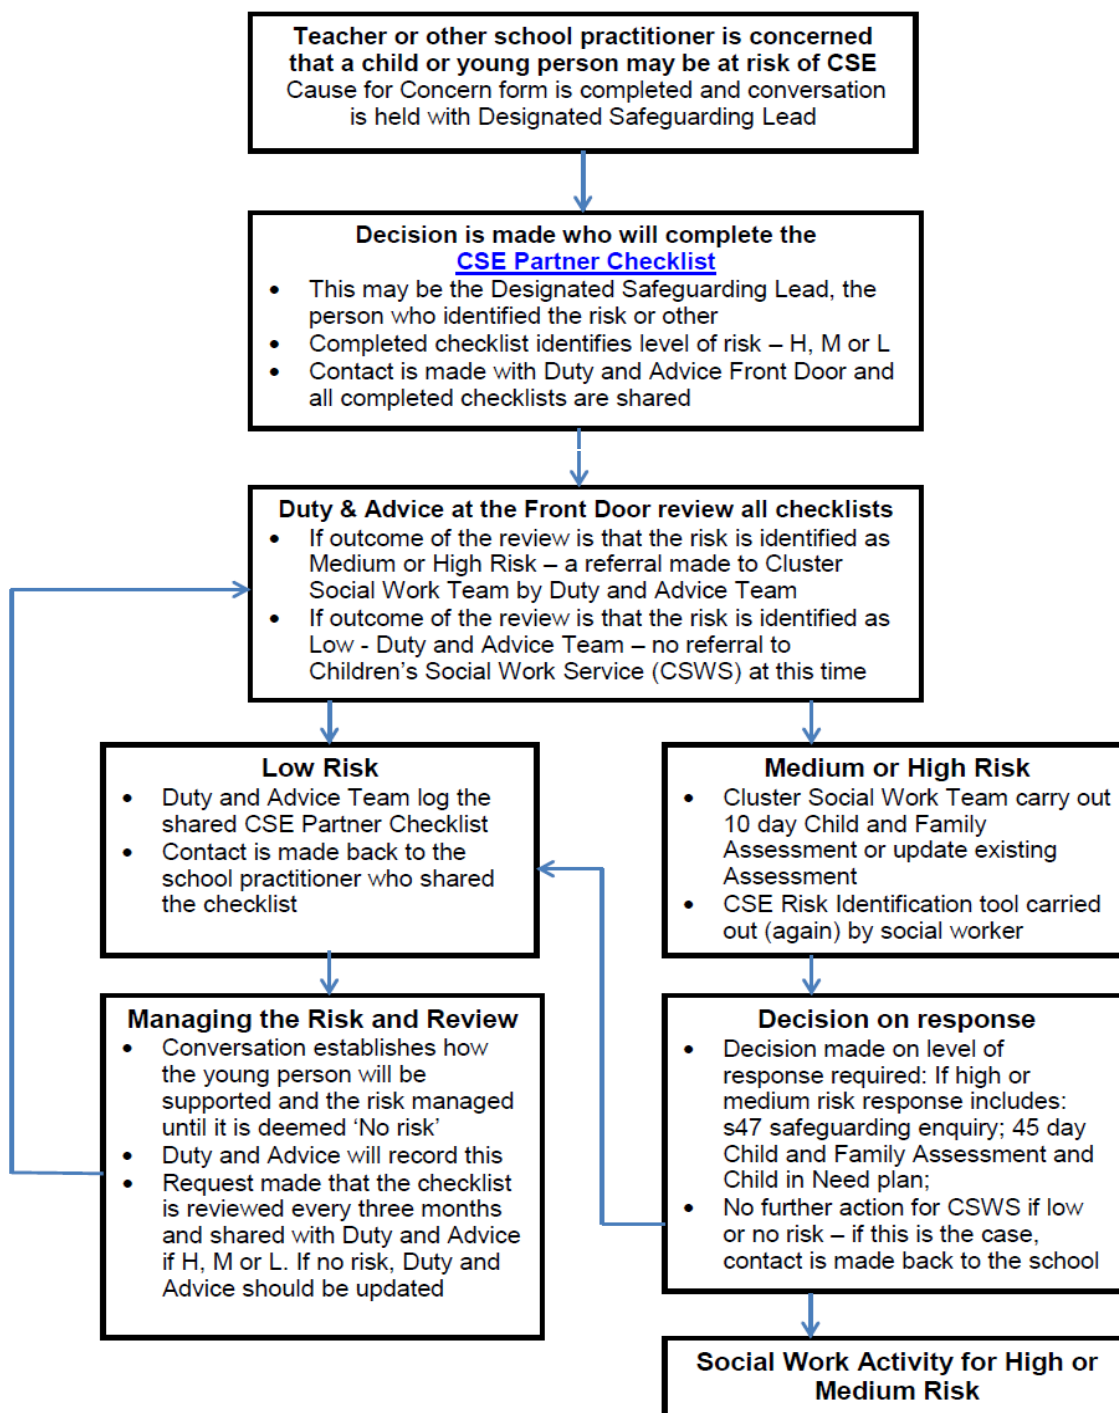 Teacher or other school practitioner is concerned
that a child or young person may be at risk of CSE
Cause for Concern form is completed and conversation
is held with Designated Safeguarding Lead
Decision is made who will complete the
CSE Partner Checklist
• This may be the Designated Safeguarding Lead, the
person who identified the risk or other
• Completed checklist identifies level of risk – H, M or L
• Contact is made with Duty and Advice Front Door and
all completed checklists are shared
Duty & Advice at the Front Door review all checklists
• If outcome of the review is that the risk is identified as
Medium or High Risk – a referral made to Cluster
Social Work Team by Duty and Advice Team
• If outcome of the review is that the risk is identified as
Low - Duty and Advice Team – no referral to
Children's Social Work Service (CSWS) at this time
Low Risk
• Duty and Advice Team log the
shared CSE Partner Checklist
• Contact is made back to the
school practitioner who shared
the checklist
Medium or High Risk
• Cluster Social Work Team carry out
10 day Child and Family
Assessment or update existing
Assessment
• CSE Risk Identification tool carried
out (again) by social worker
Managing the Risk and Review
• Conversation establishes how
the young person will be
supported and the risk managed
until it is deemed 'No risk'
• Duty and Advice will record this
• Request made that the checklist
is reviewed every three months
and shared with Duty and Advice
if H, M or L. If no risk, Duty and
Advice should be updated
Decision on response
• Decision made on level of
response required: If high or
medium risk response includes:
s47 safeguarding enquiry; 45 day
Child and Family Assessment and
Child in Need plan;
• No further action for CSWS if low
or no risk – if this is the case,
contact is made back to the school
Social Work Activity for High or
Medium Risk